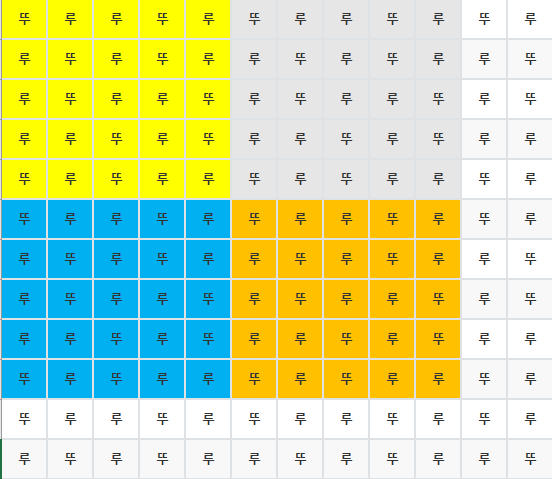 뚜 루 루 뚜 루 뚜 루 루 뚜 루 뚜 루
루 뚜 루 뚜 루 루 뚜 루 뚜 루 루 뚜
루 뚜 루 루 뚜 루 뚜 루 루 뚜 루 뚜
루 루 뚜 루 뚜 루 루 뚜 루 뚜 루 루
뚜 루 뚜 루 루 뚜 루 뚜 루 루 뚜 루
뚜 루 루 뚜 루 뚜 루 루 뚜 루 뚜 루
루 뚜 루 뚜 루 루 뚜 루 뚜 루 루 뚜
루 뚜 루 루 뚜 루 뚜 루 루 뚜 루 뚜
루 루 뚜 루 뚜 루 루 뚜 루 뚜 루 루
뚜 루 뚜 루 루 뚜 루 뚜 루 루 뚜 루
뚜 루 루 뚜 루 뚜 루 루 뚜 루 뚜 루
루 뚜 루 뚜 루 루 뚜 루 뚜 루 루 뚜